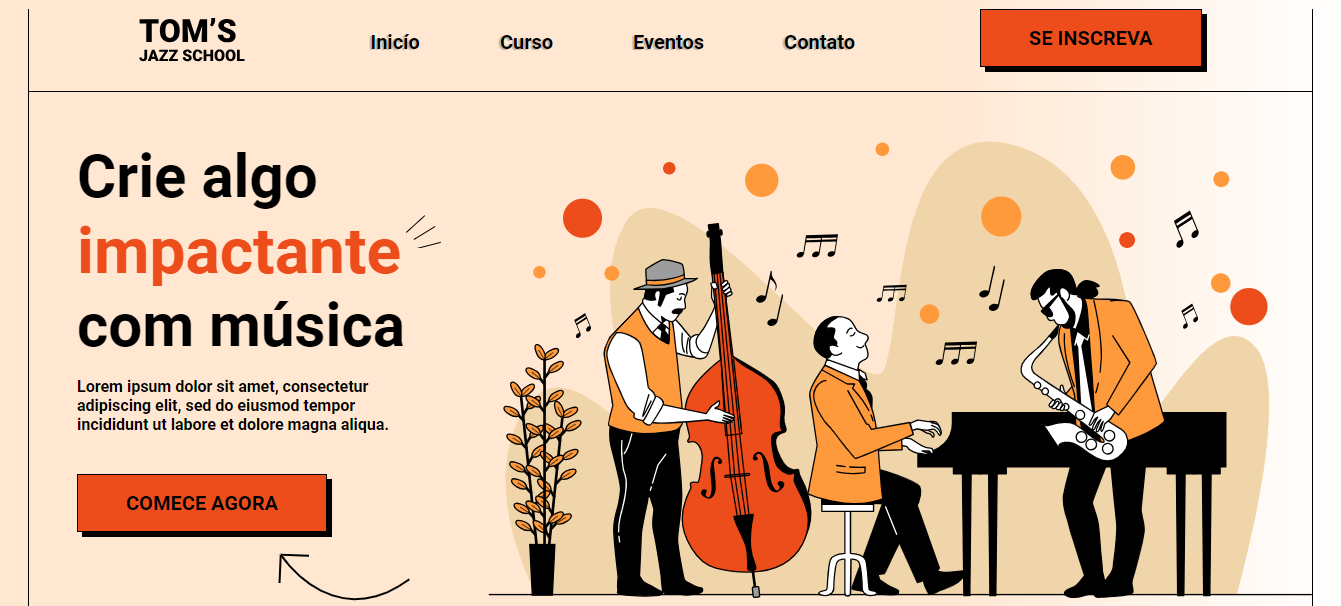 TOM'S
JAZZ SCHOOL
Inicío
Curso
Eventos
Contato
SE INSCREVA
Crie algo
impactante
com música
Lorem ipsum dolor sit amet, consectetur
adipiscing elit, sed do eiusmod tempor
incididunt ut labore et dolore magna aliqua.
COMECE AGORA